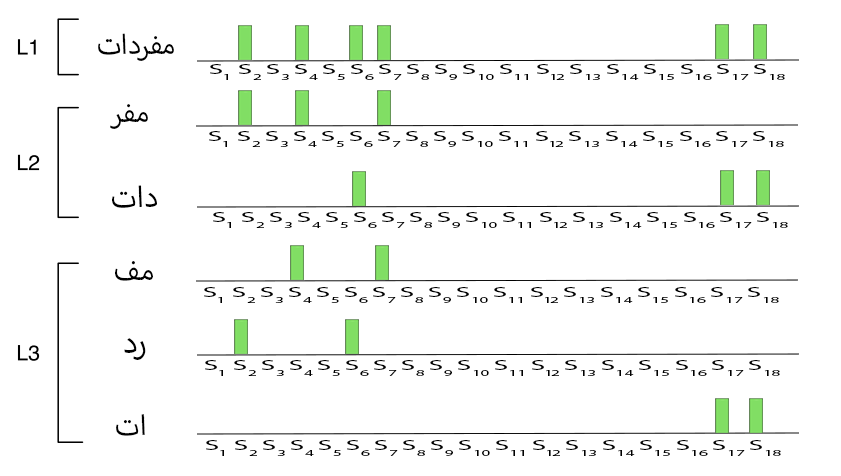 L1 مفردات
S1 S2 S3 S4 S5 S6 S7 S8 S9 S10 S11 S12 S13 S14 S15 S16 S17 S18
مفر
S1 S2 S3 S4 S5 S6 S7 S8 S9 S10 S11 S12 S13 S14 S15 S16 S17 S18
L2
دات
S1 S2 S3 S4 S5 S6 S7 S8 S9 S10 S11 S12 S13 S14 S15 S16 S17 S18
مف
S1 S2 S3 S4 S5 S6 S7 S8 S9 S10 S11 S12 S13 S14 S15 S16 S17 S18
L3 رد
S1 S2 S3 S4 S5 S6 S7 S8 S9 S10 S11 S12 S13 S14 S15 S16 S17 S18
ات
S1 S2 S3 S4 S5 S6 S7 S8 S9 S10 S11 S12 S13 S14 S15 S16 S17 S18